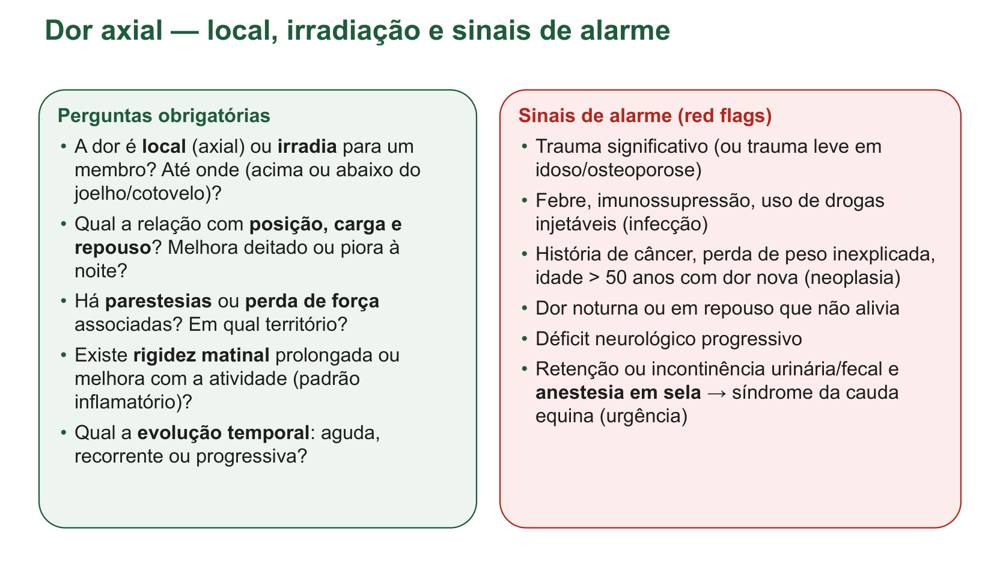 Dor axial — local, irradiação e sinais de alarme
Perguntas obrigatórias
• A dor é local (axial) ou irradia para um
membro? Até onde (acima ou abaixo do
joelho/cotovelo)?
• Qual a relação com posição, carga e
repouso? Melhora deitado ou piora à
noite?
• Há parestesias ou perda de força
associadas? Em qual território?
• Existe rigidez matinal prolongada ou
melhora com a atividade (padrão
inflamatório)?
• Qual a evolução temporal: aguda,
recorrente ou progressiva?
Sinais de alarme (red flags)
• Trauma significativo (ou trauma leve em
idoso/osteoporose)
• Febre, imunossupressão, uso de drogas
injetáveis (infecção)
• História de câncer, perda de peso inexplicada,
idade > 50 anos com dor nova (neoplasia)
• Dor noturna ou em repouso que não alivia
• Déficit neurológico progressivo
• Retenção ou incontinência urinária/fecal e
anestesia em sela → síndrome da cauda
equina (urgência)